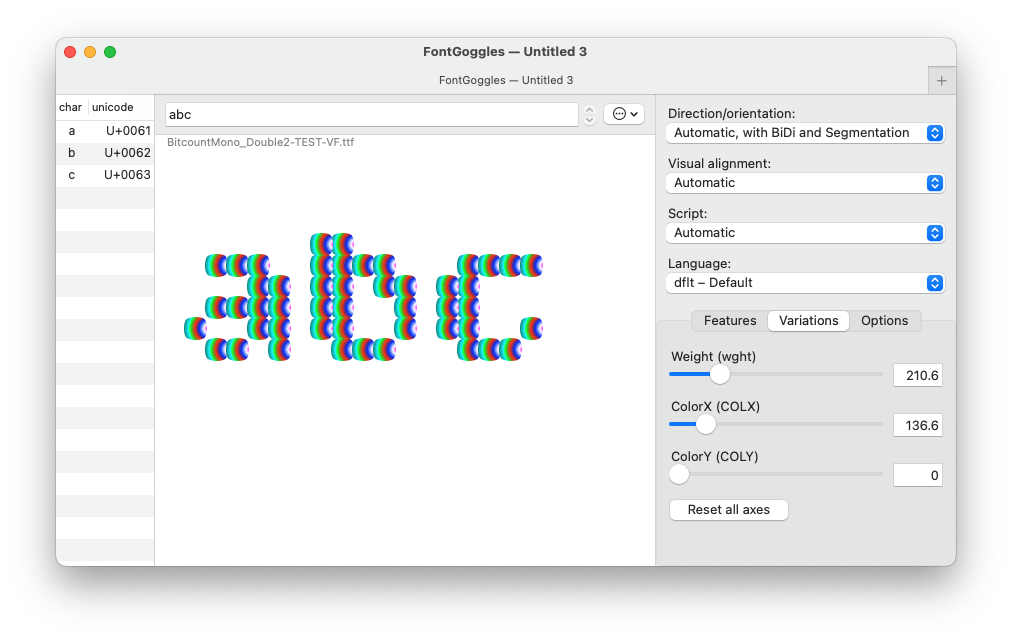 FontGoggles — Untitled 3
FontGoggles — Untitled 3
+
char unicode
a U+0061
b U+0062
c U+0063
abc
BitcountMono_Double2-TEST-VF.ttf
abc
Direction/orientation:
Automatic, with BiDi and Segmentation
Visual alignment:
Automatic
Script:
Automatic
Language:
dflt – Default
Features Variations Options
Weight (wght)
210.6
ColorX (COLX)
136.6
ColorY (COLY)
0
Reset all axes